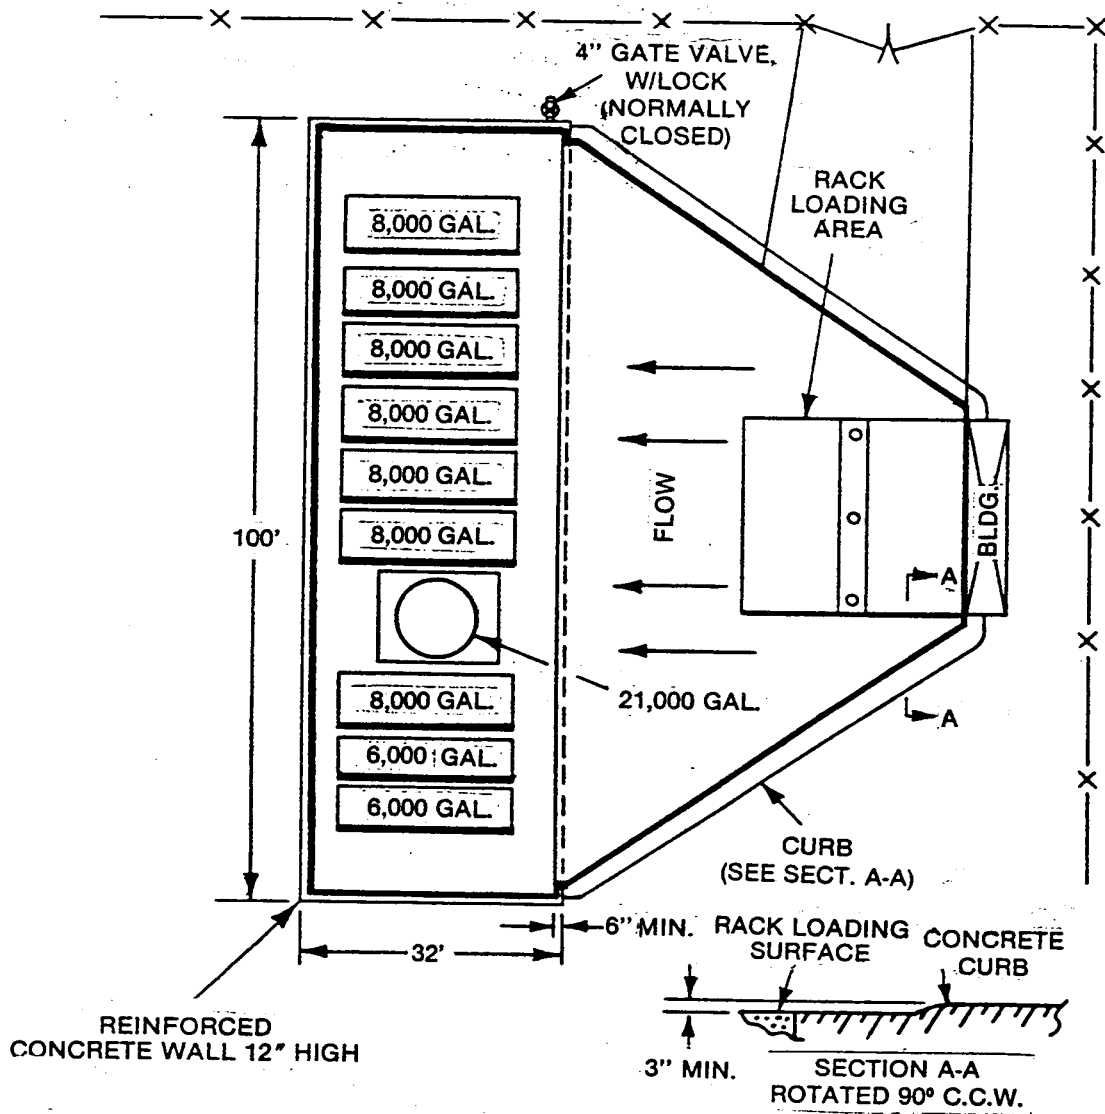 4" GATE VALVE,
W/LOCK
(NORMALLY
CLOSED)
RACK
LOADING
AREA
8,000 GAL.
8,000 GAL.
8,000 GAL.
8,000 GAL.
8,000 GAL.
8,000 GAL.
100'
FLOW
BLDG.
A
21,000 GAL.
8,000 GAL.
A
6,000 GAL.
6,000 GAL.
CURB
(SEE SECT. A-A)
6" MIN.
32'
RACK LOADING
SURFACE
CONCRETE
CURB
REINFORCED
CONCRETE WALL 12" HIGH
3" MIN.
SECTION A-A
ROTATED 90° C.C.W.